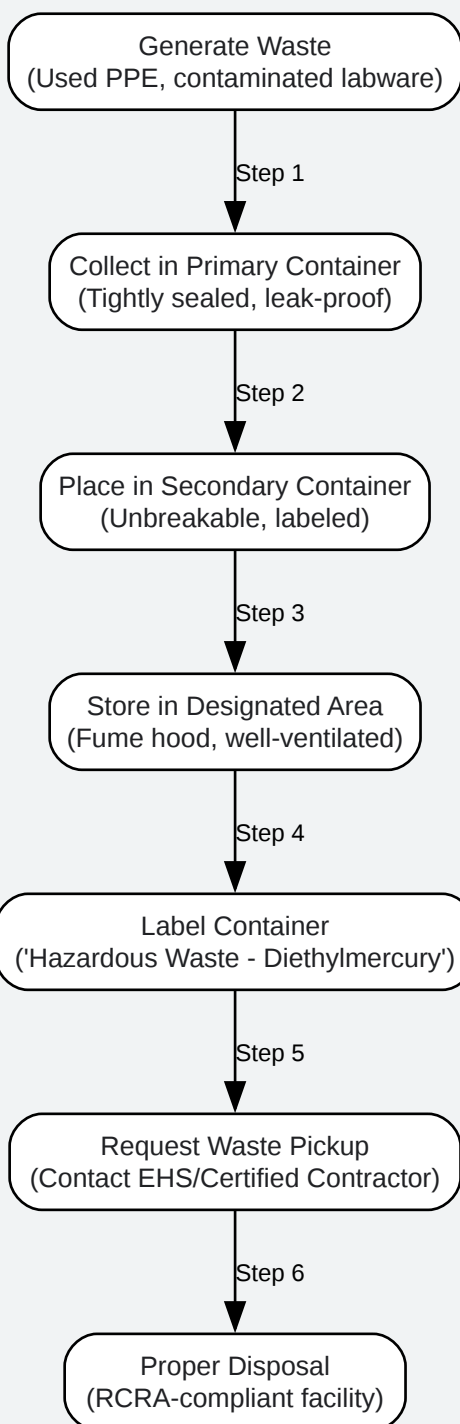 Generate Waste
(Used PPE, contaminated labware)
Step 1
Collect in Primary Container
(Tightly sealed, leak-proof)
Step 2
Place in Secondary Container
(Unbreakable, labeled)
Step 3
Store in Designated Area
(Fume hood, well-ventilated)
Step 4
Label Container
('Hazardous Waste - Diethylmercury')
Step 5
Request Waste Pickup
(Contact EHS/Certified Contractor)
Step 6
Proper Disposal
(RCRA-compliant facility)